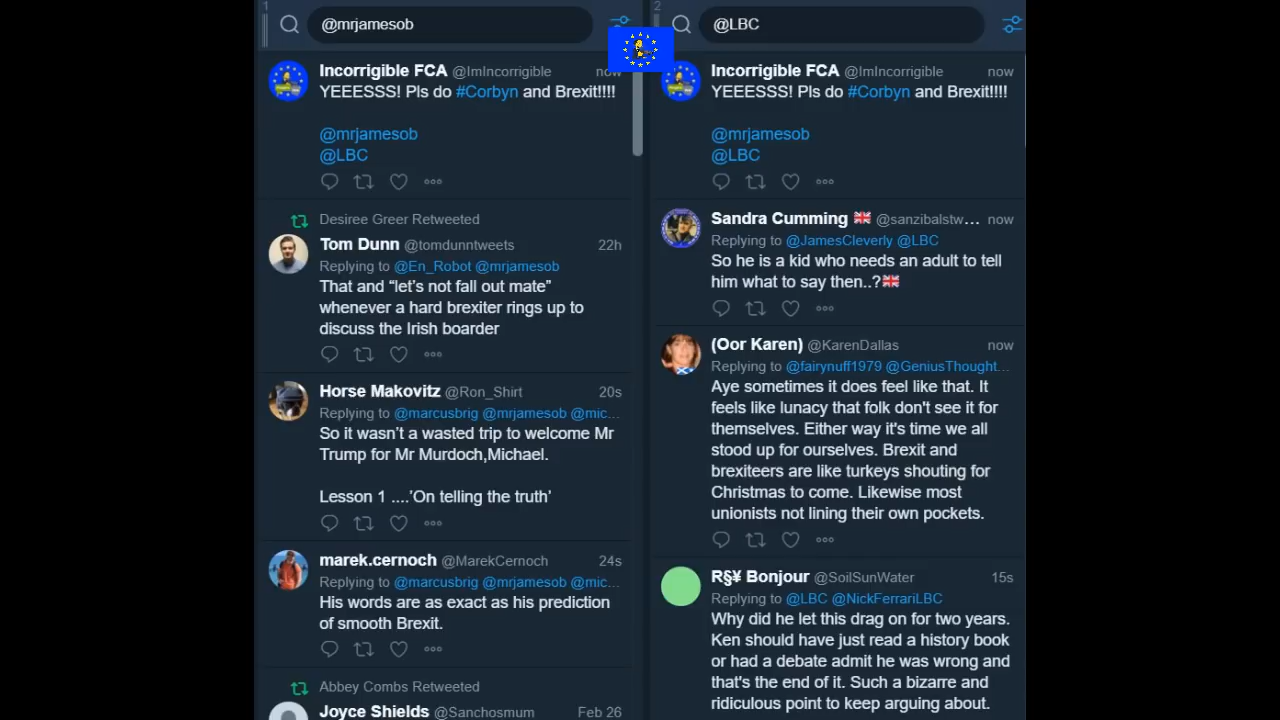 1
@mrjamesob
Incorrigible FCA @ImIncorrigible now
YEEESSS! Pls do #Corbyn and Brexit!!!!
@mrjamesob
@LBC
Desiree Greer Retweeted
Tom Dunn @tomdunntweets 22h
Replying to @En_Robot @mrjamesob
That and “let’s not fall out mate”
whenever a hard brexiter rings up to
discuss the Irish boarder
Horse Makovitz @Ron_Shirt 20s
Replying to @marcusbrig @mrjamesob @mic…
So it wasn’t a wasted trip to welcome Mr
Trump for Mr Murdoch,Michael.
Lesson 1 ....’On telling the truth’
marek.cernoch @MarekCernoch 24s
Replying to @marcusbrig @mrjamesob @mic…
His words are as exact as his prediction
of smooth Brexit.
Abbey Combs Retweeted
Joyce Shields @Sanchosmum Feb 26
2
@LBC
Incorrigible FCA @ImIncorrigible now
YEEESSS! Pls do #Corbyn and Brexit!!!!
@mrjamesob
@LBC
Sandra Cumming 🇬🇧 @sanzibalstw… now
Replying to @JamesCleverly @LBC
So he is a kid who needs an adult to tell
him what to say then..?🇬🇧
(Oor Karen) @KarenDallas now
Replying to @fairynuff1979 @GeniusThought…
Aye sometimes it does feel like that. It
feels like lunacy that folk don't see it for
themselves. Either way it's time we all
stood up for ourselves. Brexit and
brexiteers are like turkeys shouting for
Christmas to come. Likewise most
unionists not lining their own pockets.
R§¥ Bonjour @SoilSunWater 15s
Replying to @LBC @NickFerrariLBC
Why did he let this drag on for two years.
Ken should have just read a history book
or had a debate admit he was wrong and
that's the end of it. Such a bizarre and
ridiculous point to keep arguing about.